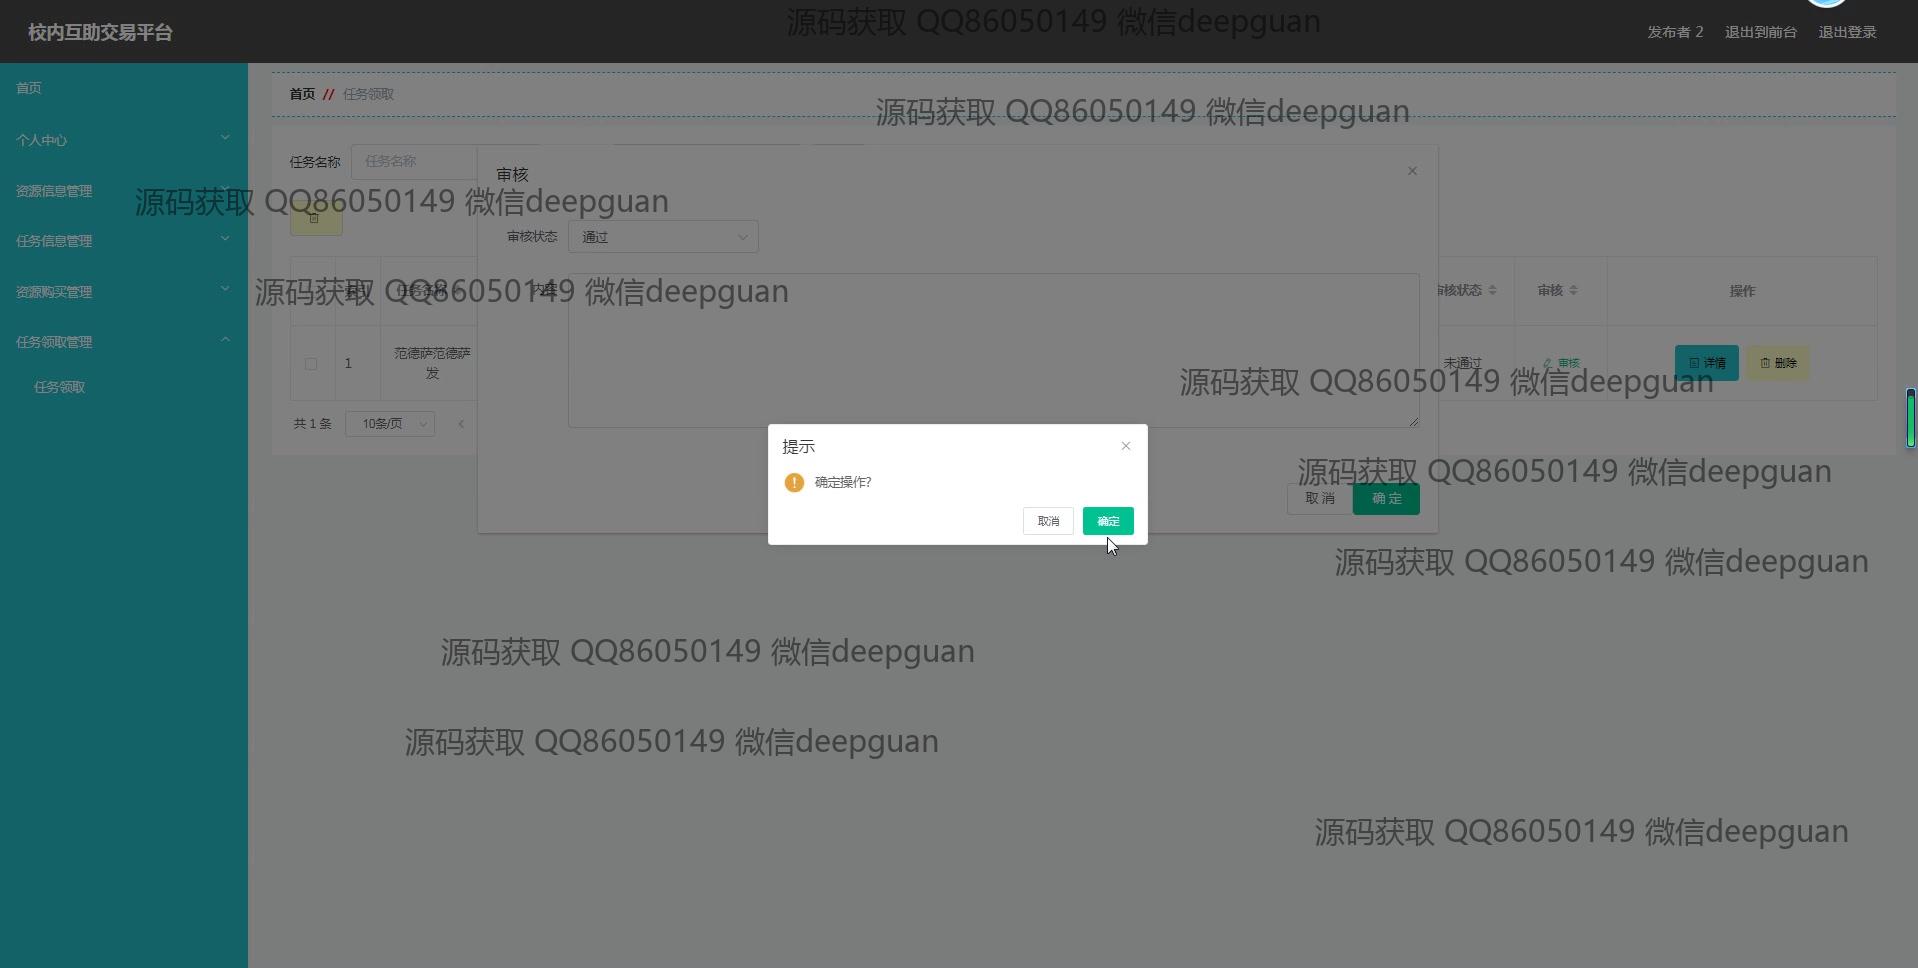 校内互助交易平台
源码获取 QQ86050149 微信deepguan
发布者 2 退出到前台 退出登录
首页
个人中心
资源信息管理
任务信息管理
资源购买管理
任务领取管理
任务领取
首页 // 任务领取
源码获取 QQ86050149 微信deepguan
任务名称 任务名称
源码获取 QQ86050149 微信deepguan
审核
审核状态 通过
内容
源码获取 QQ86050149 微信deepguan
索引 任务名称 审核状态 审核 操作
1 范德萨范德萨
发
未通过 审核 详情 删除
源码获取 QQ86050149 微信deepguan
共 1 条 10条/页
取 消 确 定
源码获取 QQ86050149 微信deepguan
提示
确定操作?
取消 确定
源码获取 QQ86050149 微信deepguan
源码获取 QQ86050149 微信deepguan
源码获取 QQ86050149 微信deepguan
源码获取 QQ86050149 微信deepguan